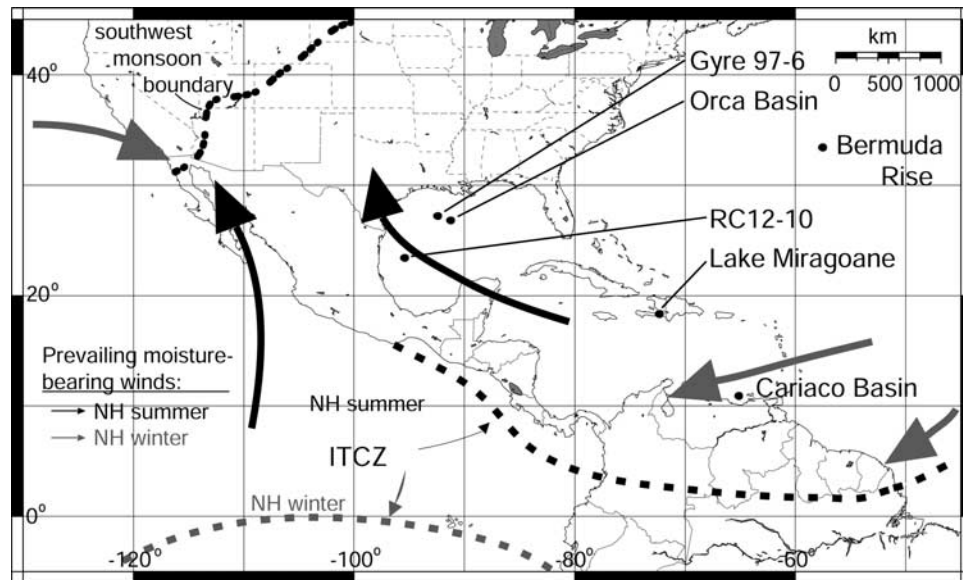 southwest
monsoon
boundary
40°
20°
0°
km
0 500 1000
Gyre 97-6
Orca Basin
Bermuda
Rise
RC12-10
Lake Miragoane
Cariaco Basin
Prevailing moisture-
bearing winds:
NH summer
NH winter
NH summer
ITCZ
NH winter
-120° -100° -80° -60°